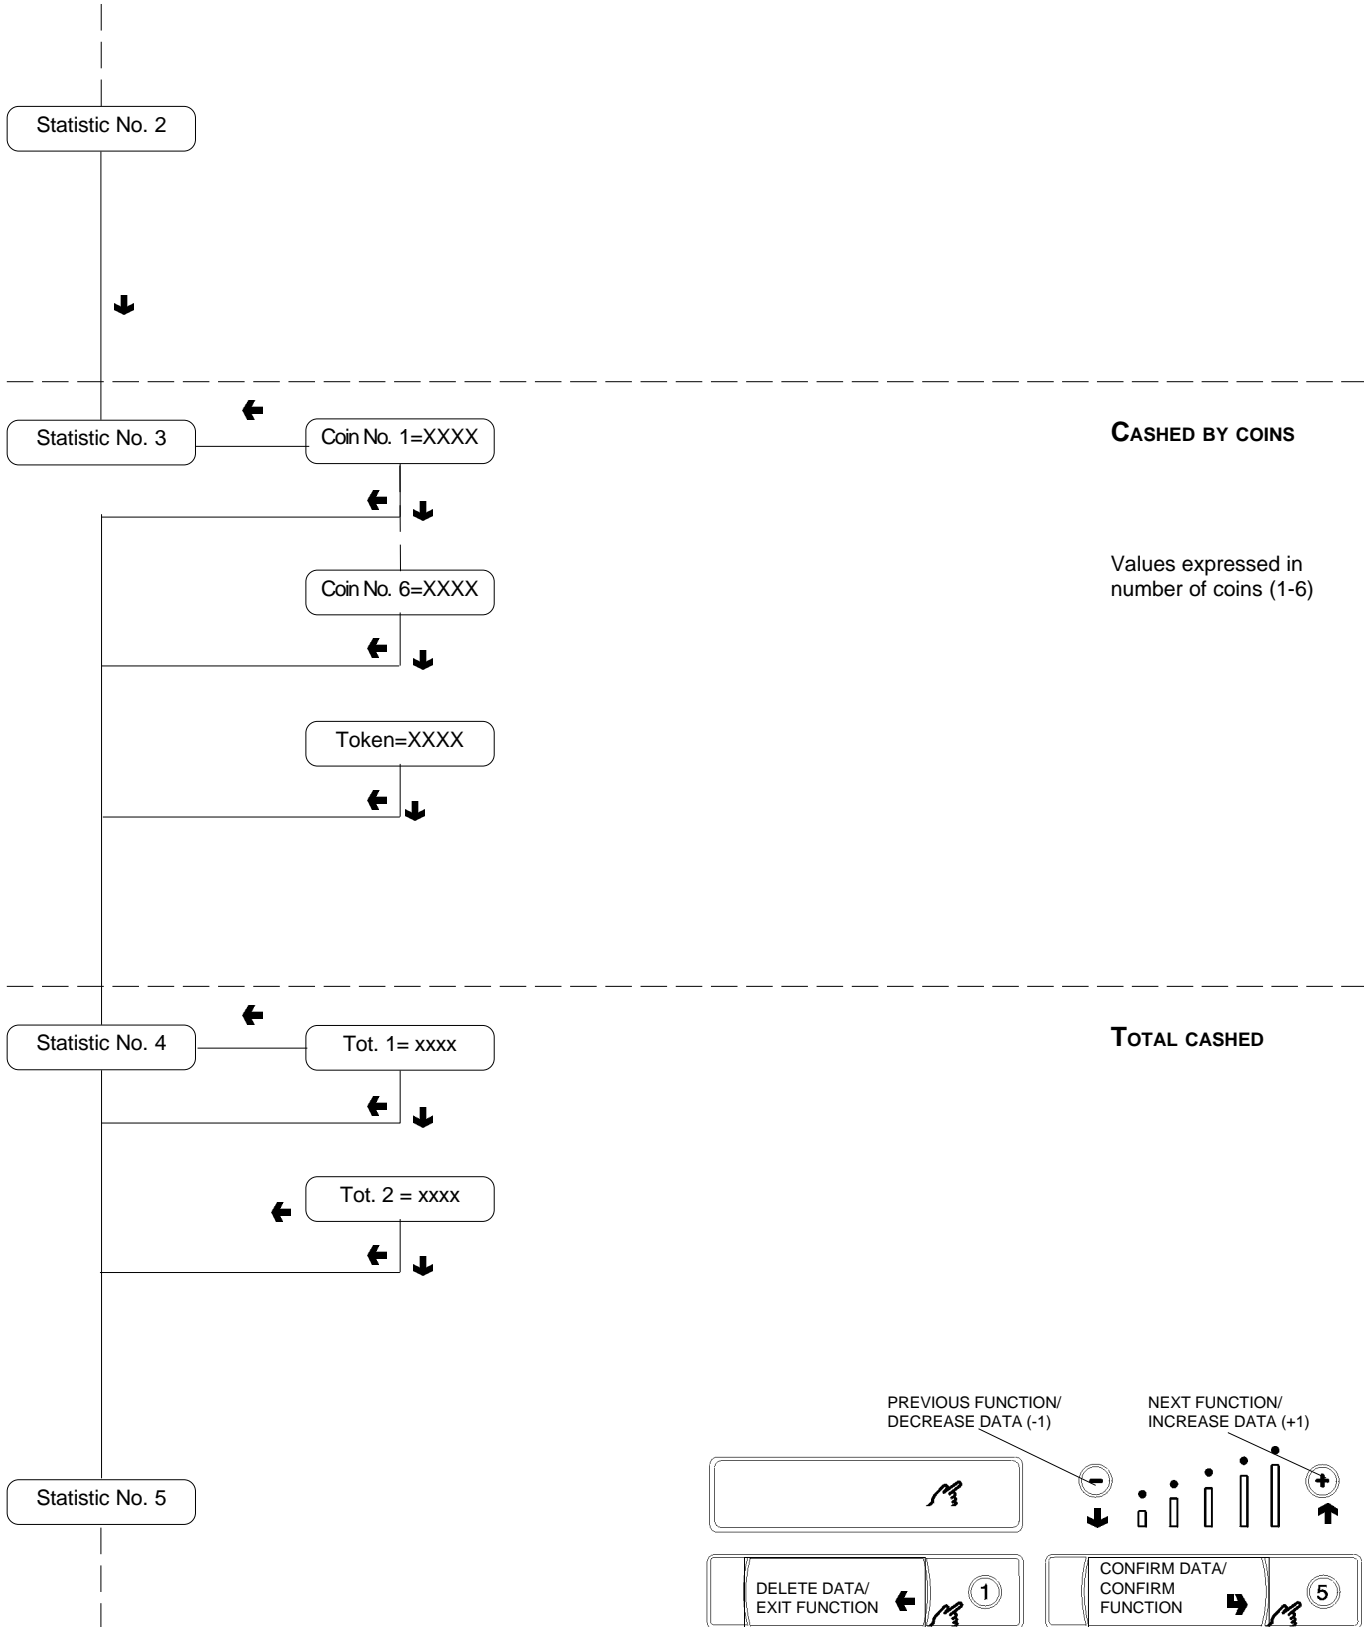 Statistic No. 2
Statistic No. 3
Coin No. 1=XXXX
CASHED BY COINS
Values expressed in
number of coins (1-6)
Coin No. 6=XXXX
Token=XXXX
Statistic No. 4
Tot. 1= xxxx
TOTAL CASHED
Tot. 2 = xxxx
PREVIOUS FUNCTION/
DECREASE DATA (-1)
NEXT FUNCTION/
INCREASE DATA (+1)
Statistic No. 5
DELETE DATA/
EXIT FUNCTION
1
CONFIRM DATA/
CONFIRM
FUNCTION
5